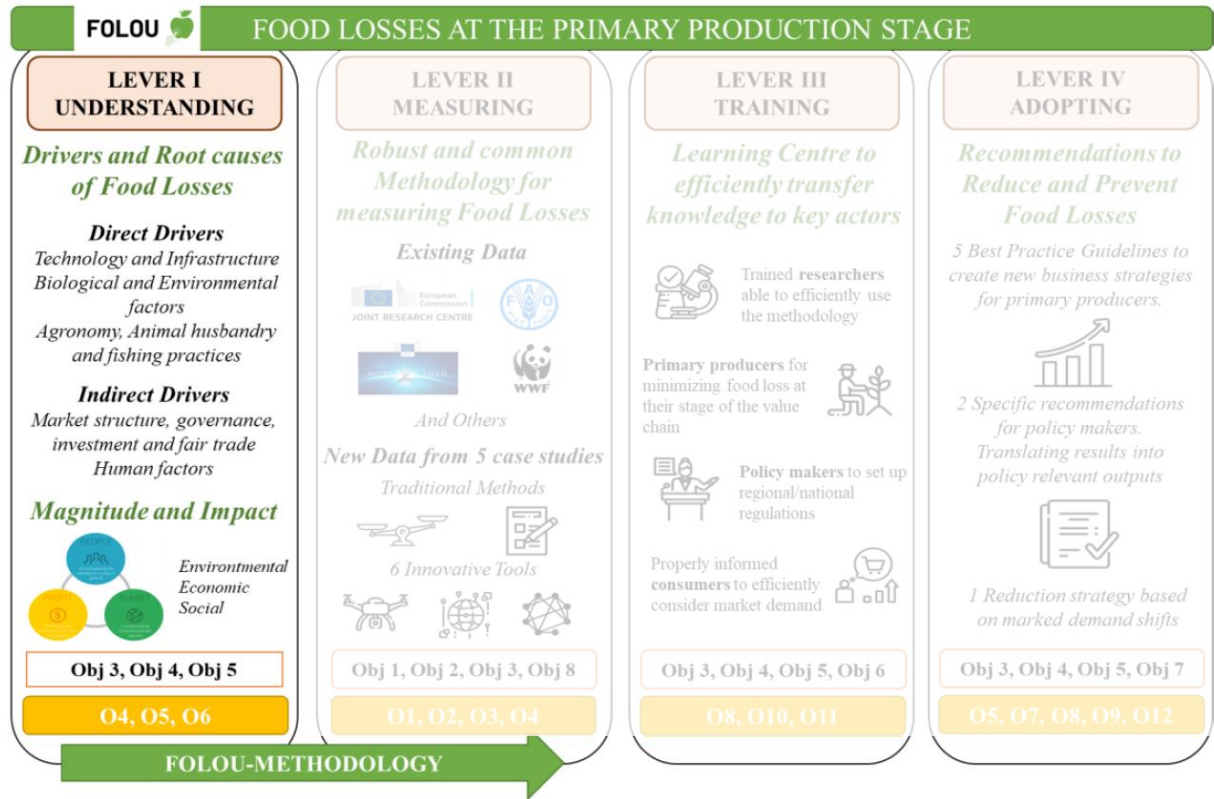 FOLOU
FOOD LOSSES AT THE PRIMARY PRODUCTION STAGE
LEVER I
UNDERSTANDING
Drivers and Root causes
of Food Losses
Direct Drivers
Technology and Infrastructure
Biological and Environmental
factors
Agronomy, Animal husbandry
and fishing practices
Indirect Drivers
Market structure, governance,
investment and fair trade
Human factors
Magnitude and Impact
PEOPLE
PROFIT
PLANET
Environtmental
Economic
Social
Obj 3, Obj 4, Obj 5
O4, O5, O6
LEVER II
MEASURING
Robust and common
Methodology for
measuring Food Losses
Existing Data
European
Commission
JOINT RESEARCH CENTRE
FAO
FIAT PANIS
HORIZON 2020
WWF
And Others
New Data from 5 case studies
Traditional Methods
6 Innovative Tools
Obj 1, Obj 2, Obj 3, Obj 8
O1, O2, O3, O4
LEVER III
TRAINING
Learning Centre to
efficiently transfer
knowledge to key actors
Trained researchers
able to efficiently use
the methodology
Primary producers for
minimizing food loss at
their stage of the value
chain
Policy makers to set up
regional/national
regulations
Properly informed
consumers to efficiently
consider market demand
Obj 3, Obj 4, Obj 5, Obj 6
O8, O10, O11
LEVER IV
ADOPTING
Recommendations to
Reduce and Prevent
Food Losses
5 Best Practice Guidelines to
create new business strategies
for primary producers.
2 Specific recommendations
for policy makers.
Translating results into
policy relevant outputs
1 Reduction strategy based
on marked demand shifts
Obj 3, Obj 4, Obj 5, Obj 7
O5, O7, O8, O9, O12
FOLOU-METHODOLOGY